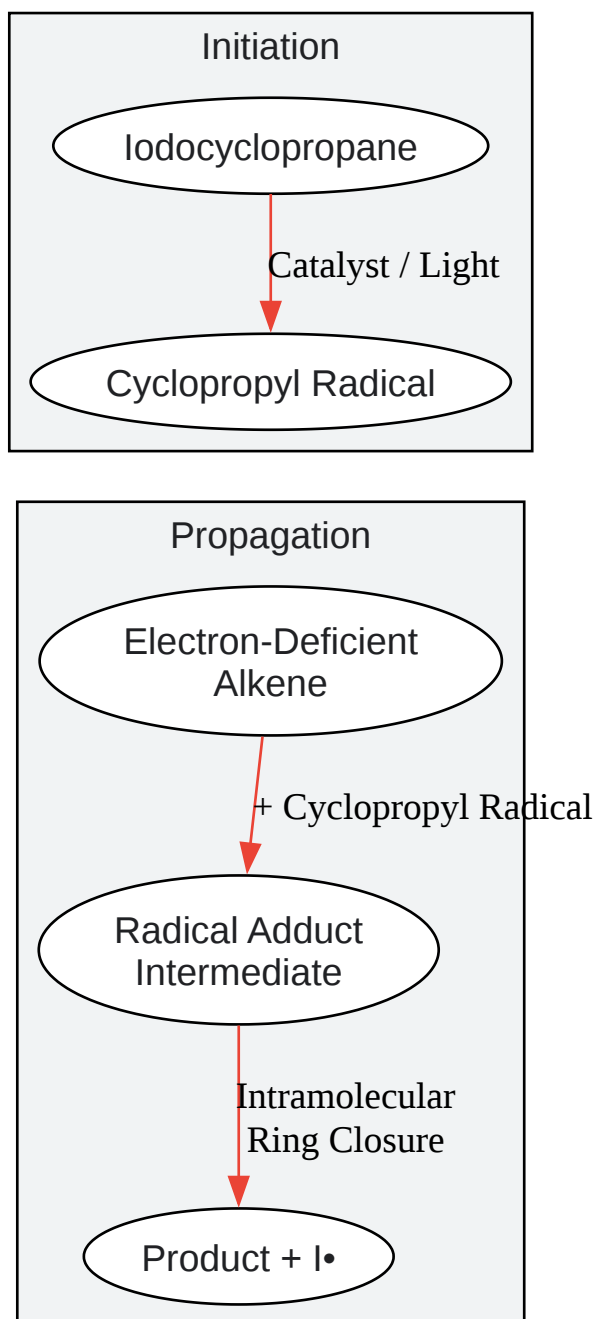 Initiation
Iodocyclopropane
Catalyst / Light
Cyclopropyl Radical
Propagation
Electron-Deficient
Alkene
+ Cyclopropyl Radical
Radical Adduct
Intermediate
Intramolecular
Ring Closure
Product + I•